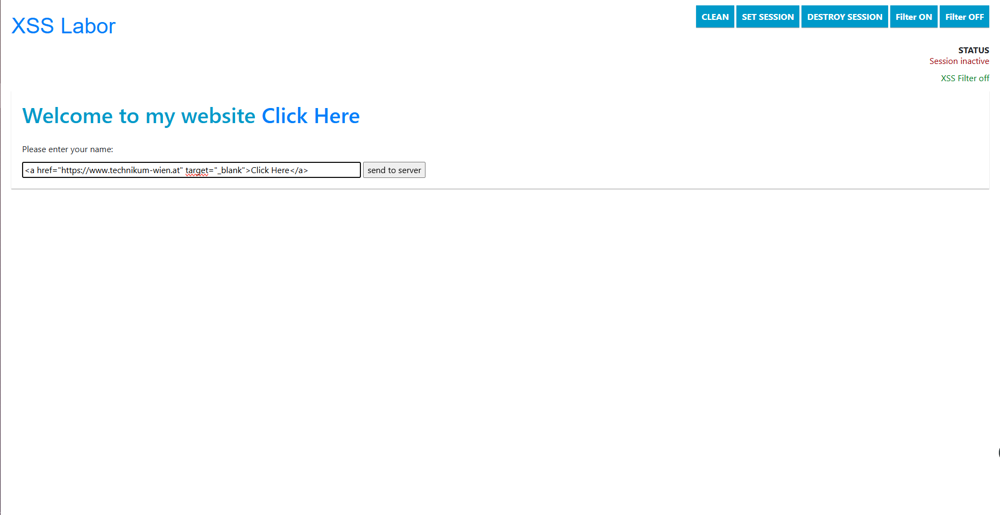 XSS Labor
CLEAN SET SESSION DESTROY SESSION Filter ON Filter OFF
STATUS
Session inactive
XSS Filter off
Welcome to my website Click Here
Please enter your name:
<a href="https://www.technikum-wien.at" target="_blank">Click Here</a> send to server